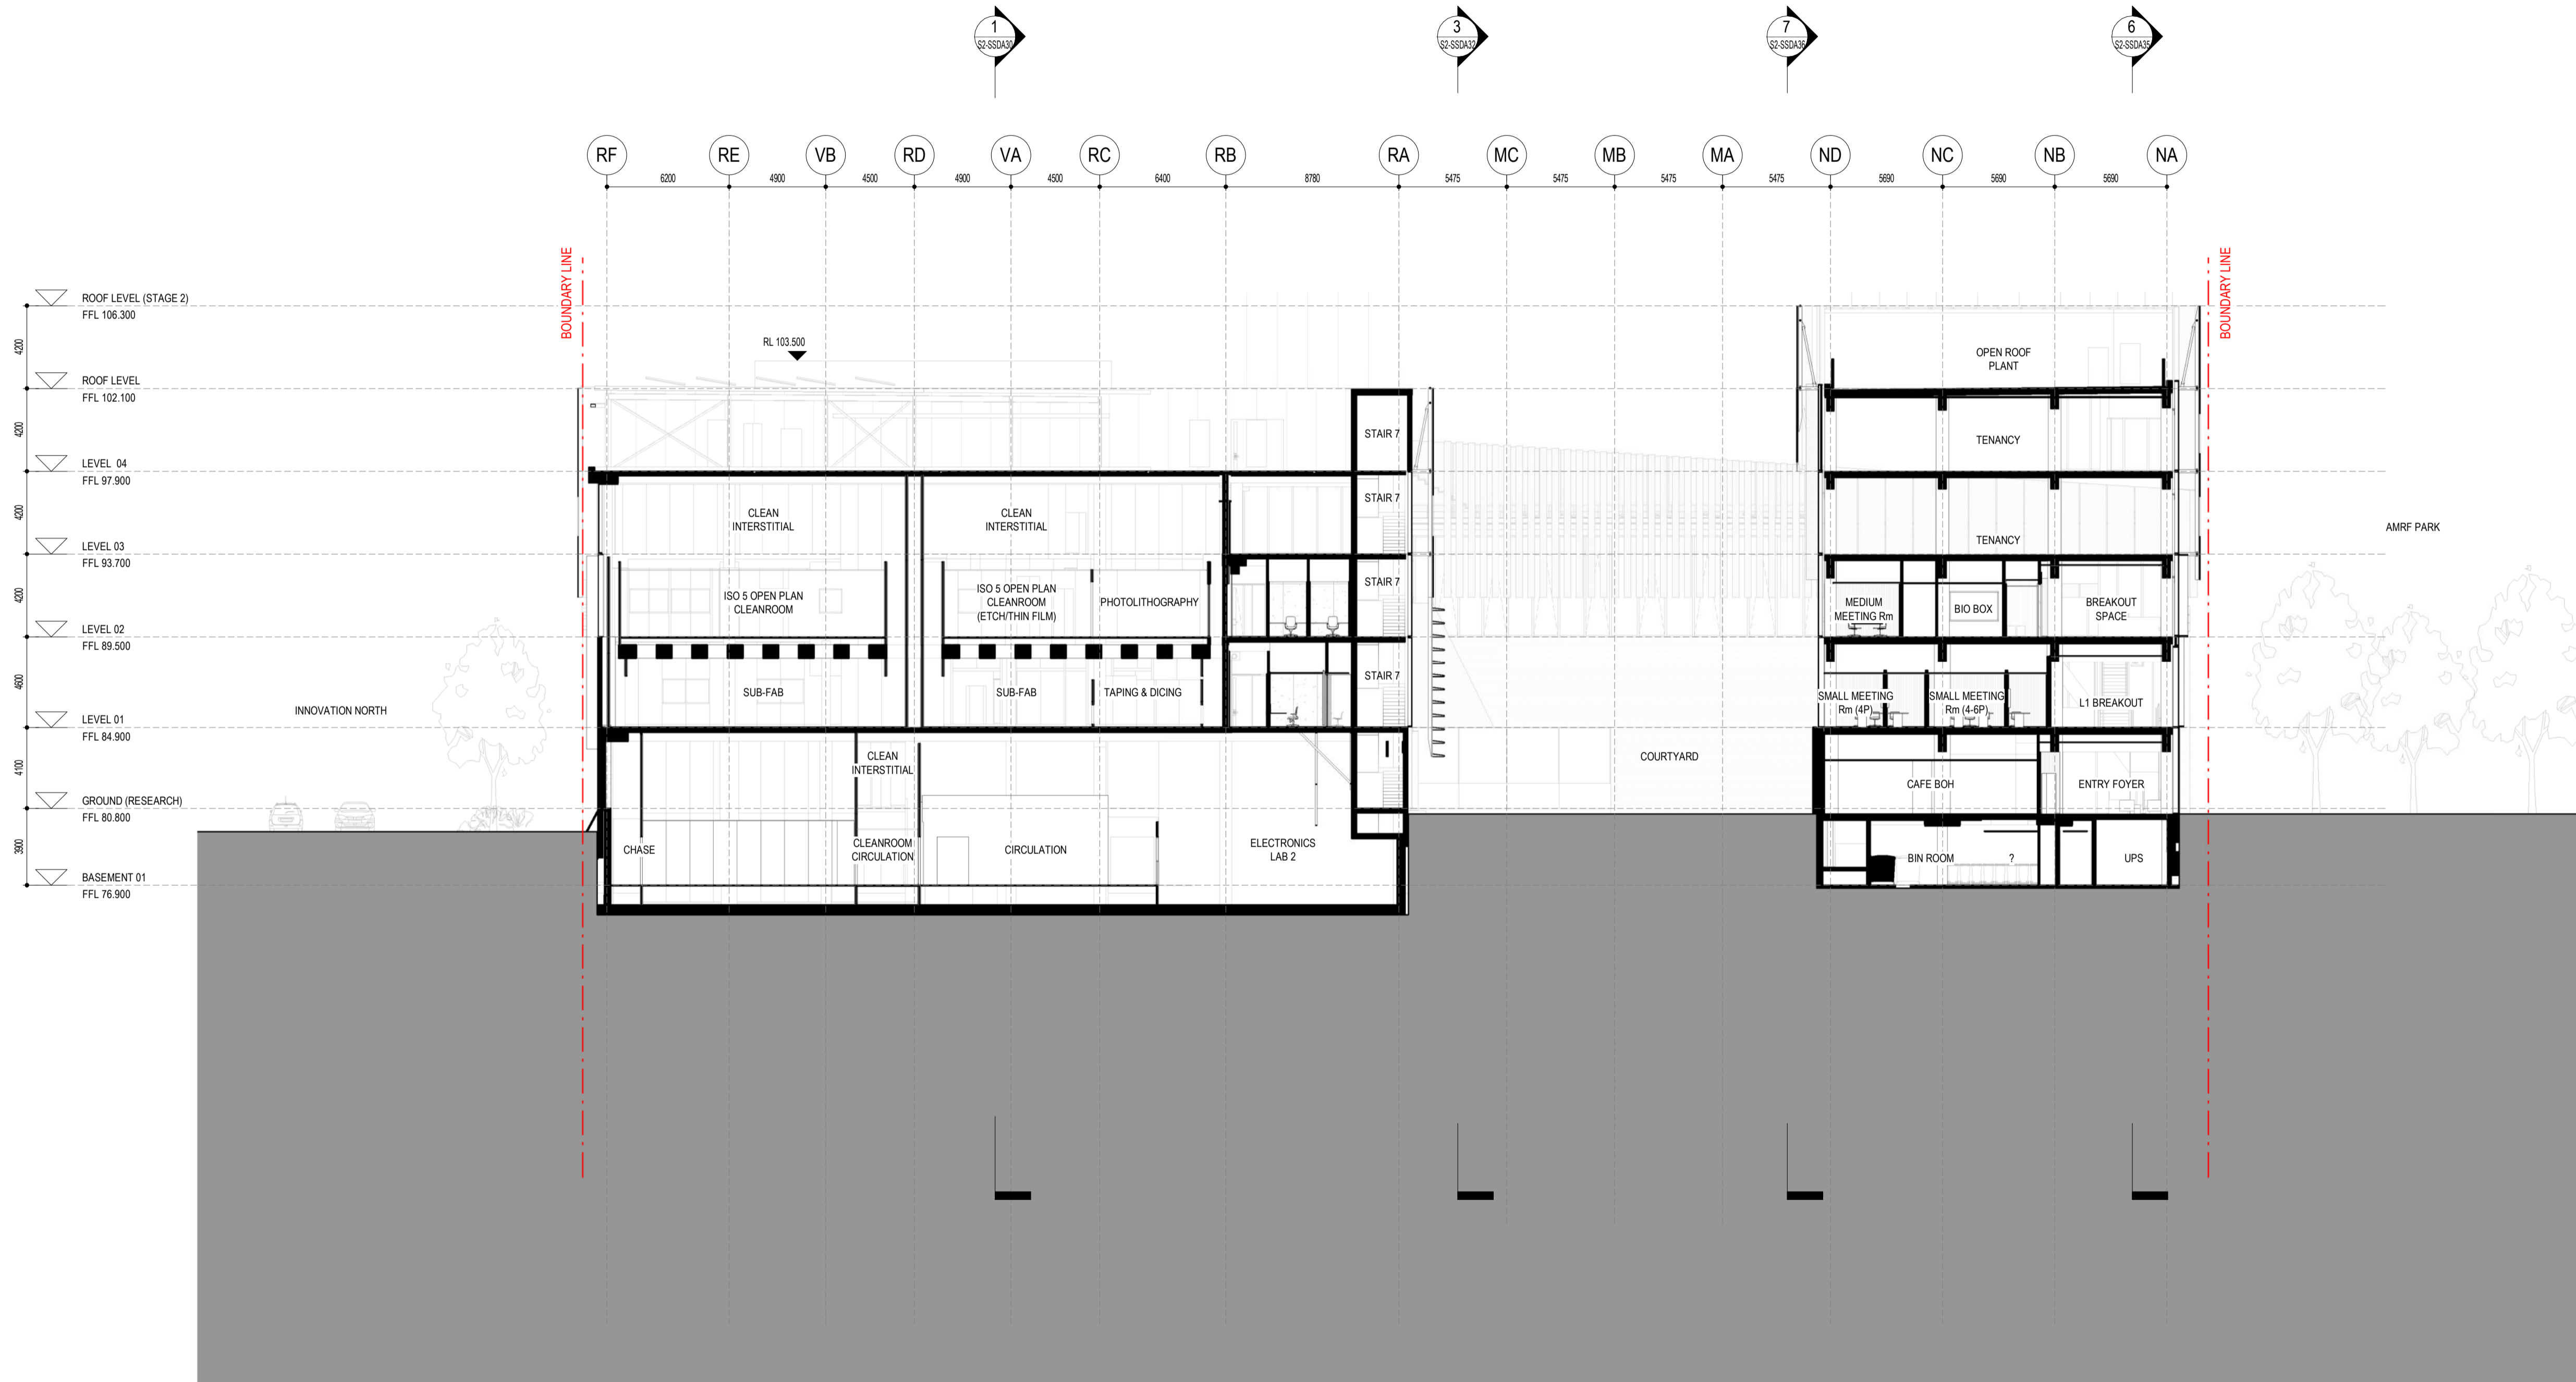 1
S2-SSDA30
3
S2-SSDA32
7
S2-SSDA36
6
S2-SSDA35
RF
RE
VB
RD
VA
RC
RB
RA
MC
MB
MA
ND
NC
NB
NA
6200
4900
4500
4900
4500
6400
8780
5475
5475
5475
5475
5690
5690
5690
BOUNDARY LINE
BOUNDARY LINE
ROOF LEVEL (STAGE 2)
FFL 106.300
4200
RL 103.500
OPEN ROOF
PLANT
ROOF LEVEL
FFL 102.100
4200
STAIR 7
TENANCY
LEVEL 04
FFL 97.900
4200
CLEAN
INTERSTITIAL
CLEAN
INTERSTITIAL
STAIR 7
TENANCY
AMRF PARK
LEVEL 03
FFL 93.700
4200
ISO 5 OPEN PLAN
CLEANROOM
ISO 5 OPEN PLAN
CLEANROOM
(ETCH/THIN FILM)
PHOTOLITHOGRAPHY
STAIR 7
MEDIUM
MEETING Rm
BIO BOX
BREAKOUT
SPACE
LEVEL 02
FFL 89.500
4600
SUB-FAB
SUB-FAB
TAPING & DICING
STAIR 7
SMALL MEETING
Rm (4P)
SMALL MEETING
Rm (4-6P)
L1 BREAKOUT
INNOVATION NORTH
LEVEL 01
FFL 84.900
4100
CLEAN
INTERSTITIAL
COURTYARD
CAFE BOH
ENTRY FOYER
GROUND (RESEARCH)
FFL 80.800
3900
CHASE
CLEANROOM
CIRCULATION
CIRCULATION
ELECTRONICS
LAB 2
BIN ROOM
?
UPS
BASEMENT 01
FFL 76.900